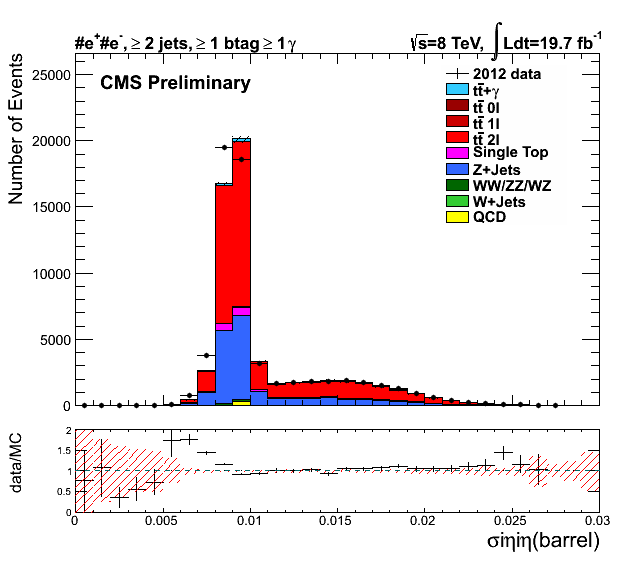 #e⁺#e⁻, ≥ 2 jets, ≥ 1 btag ≥ 1 γ
√s=8 TeV, ∫ Ldt=19.7 fb⁻¹
CMS Preliminary
Number of Events
25000
20000
15000
10000
5000
0
2012 data
tt̄+γ
tt̄ 0l
tt̄ 1l
tt̄ 2l
Single Top
Z+Jets
WW/ZZ/WZ
W+Jets
QCD
data/MC
2
1.5
1
0.5
0
0
0.005
0.01
0.015
0.02
0.025
0.03
σiηiη(barrel)